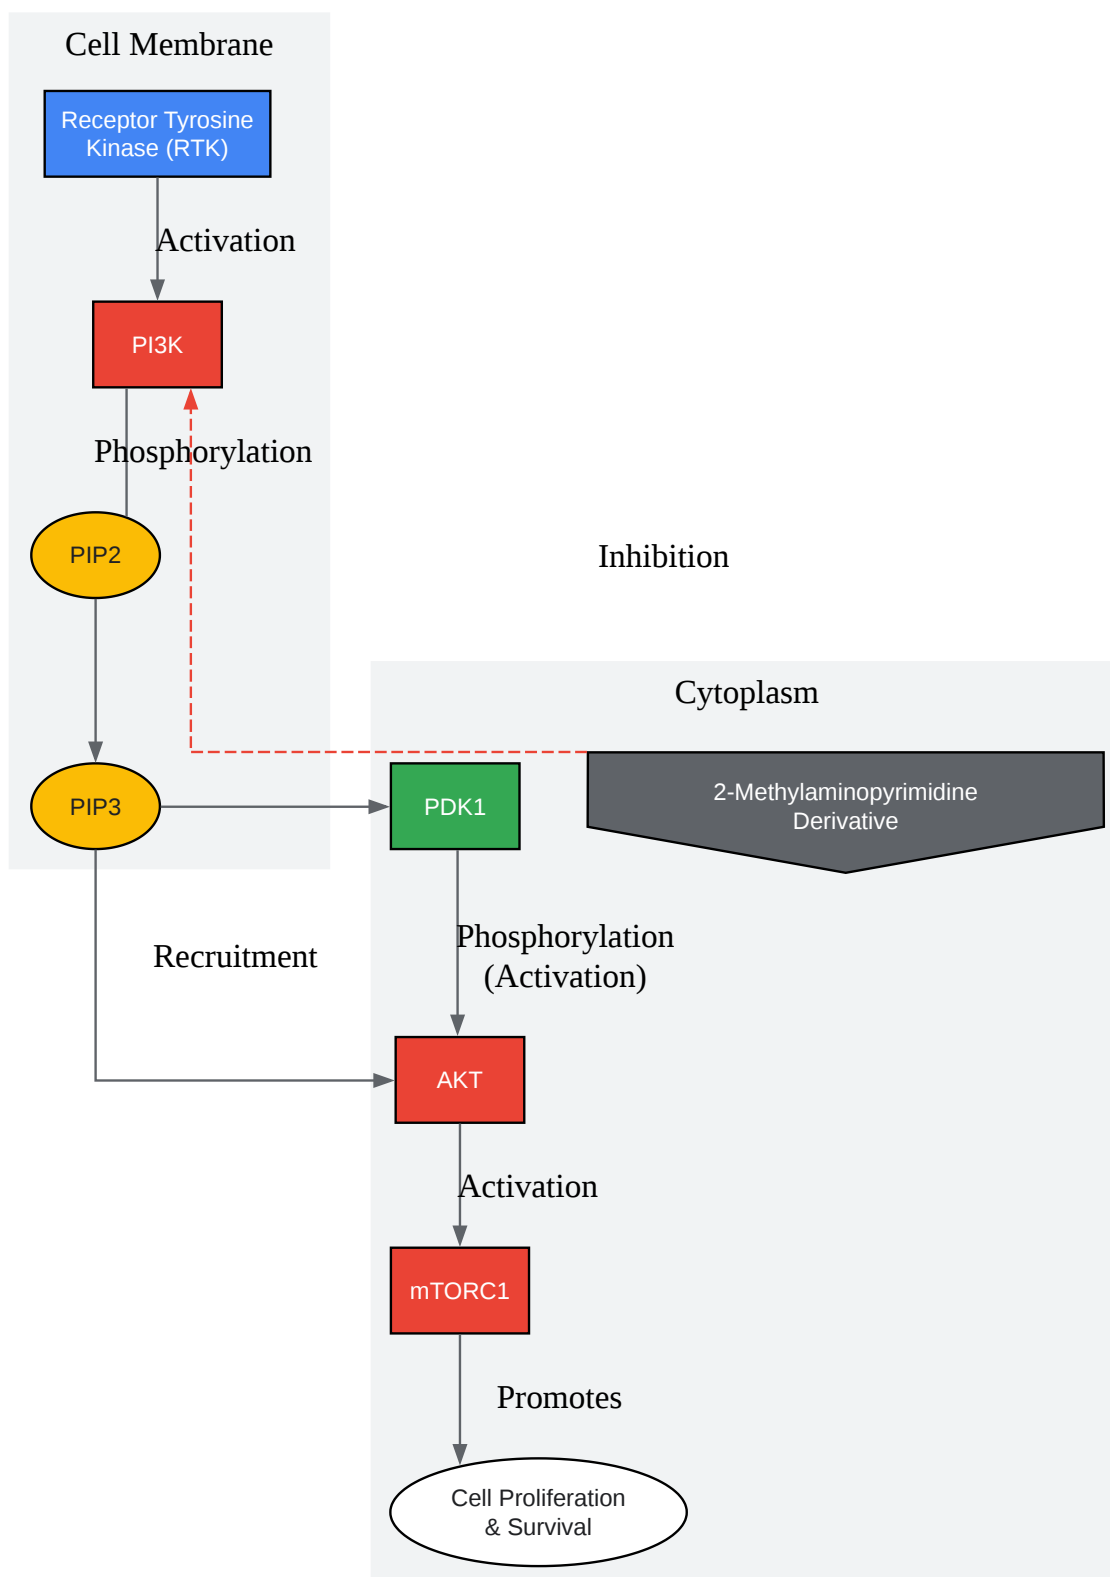 Cell Membrane
Receptor Tyrosine
Kinase (RTK)
Activation
PI3K
Phosphorylation
PIP2
Inhibition
Cytoplasm
PIP3
PDK1
2-Methylaminopyrimidine
Derivative
Recruitment
Phosphorylation
(Activation)
AKT
Activation
mTORC1
Promotes
Cell Proliferation
& Survival